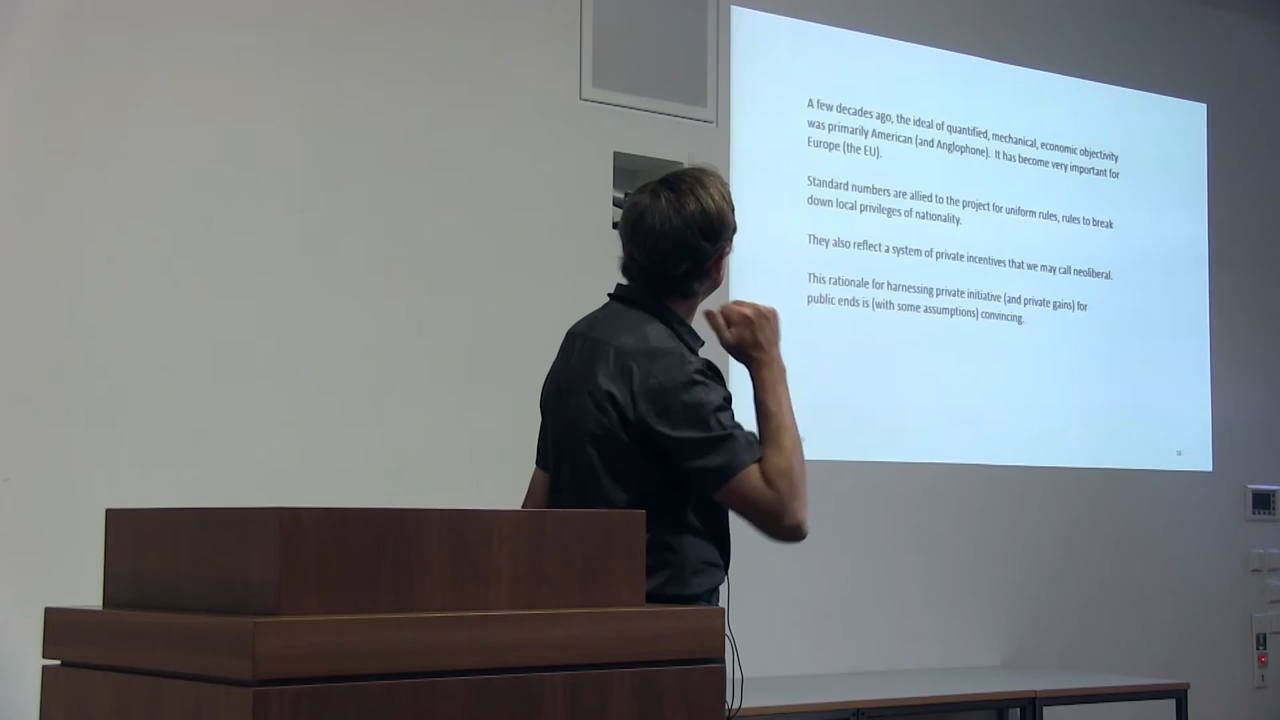 A few decades ago, the ideal of quantified, mechanical, economic objectivity
was primarily American (and Anglophone). It has become very important for
Europe (the EU).
Standard numbers are allied to the project for uniform rules, rules to break
down local privileges of nationality.
They also reflect a system of private incentives that we may call neoliberal.
This rationale for harnessing private initiative (and private gains) for
public ends is (with some assumptions) convincing.